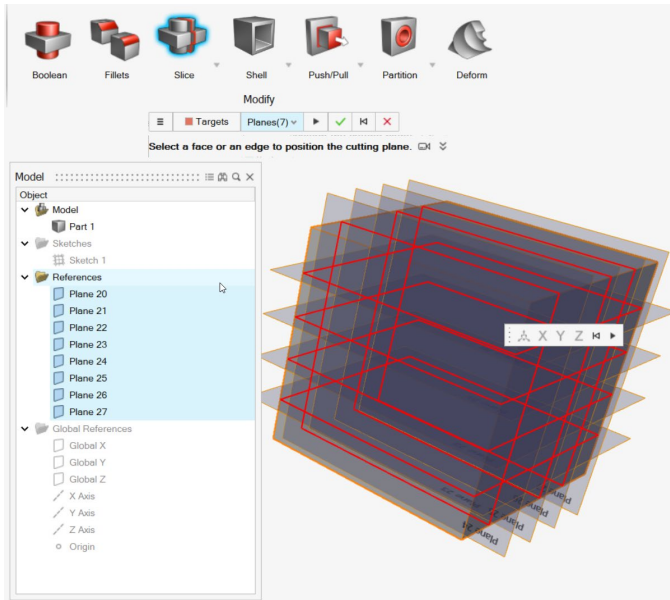 Boolean Fillets Slice Shell Push/Pull Partition Deform
Modify
Targets Planes(7)
Select a face or an edge to position the cutting plane.
Model
Object
Model
Part 1
Sketches
Sketch 1
References
Plane 20
Plane 21
Plane 22
Plane 23
Plane 24
Plane 25
Plane 26
Plane 27
Global References
Global X
Global Y
Global Z
X Axis
Y Axis
Z Axis
Origin
X Y Z
Plane 24